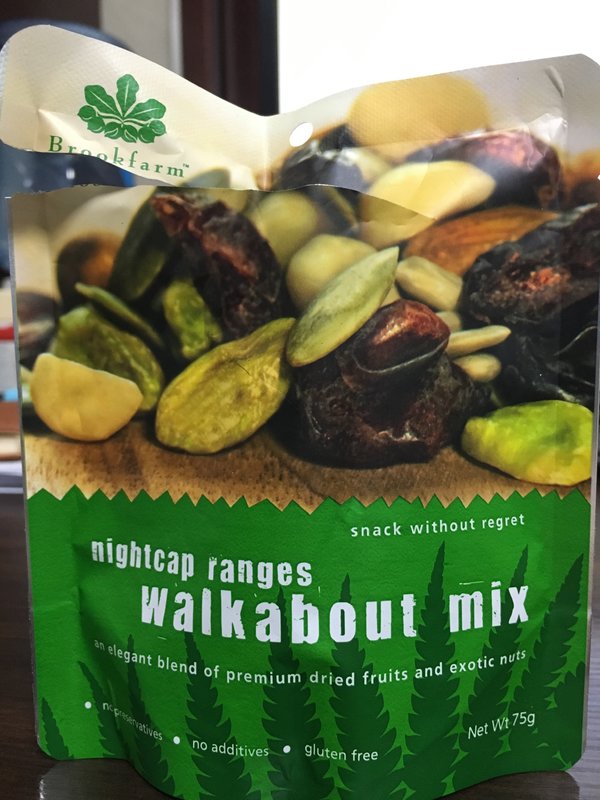 Brookfarm™
snack without regret
nightcap ranges
walkabout mix
an elegant blend of premium dried fruits and exotic nuts
• no preservatives • no additives • gluten free
Net Wt 75g